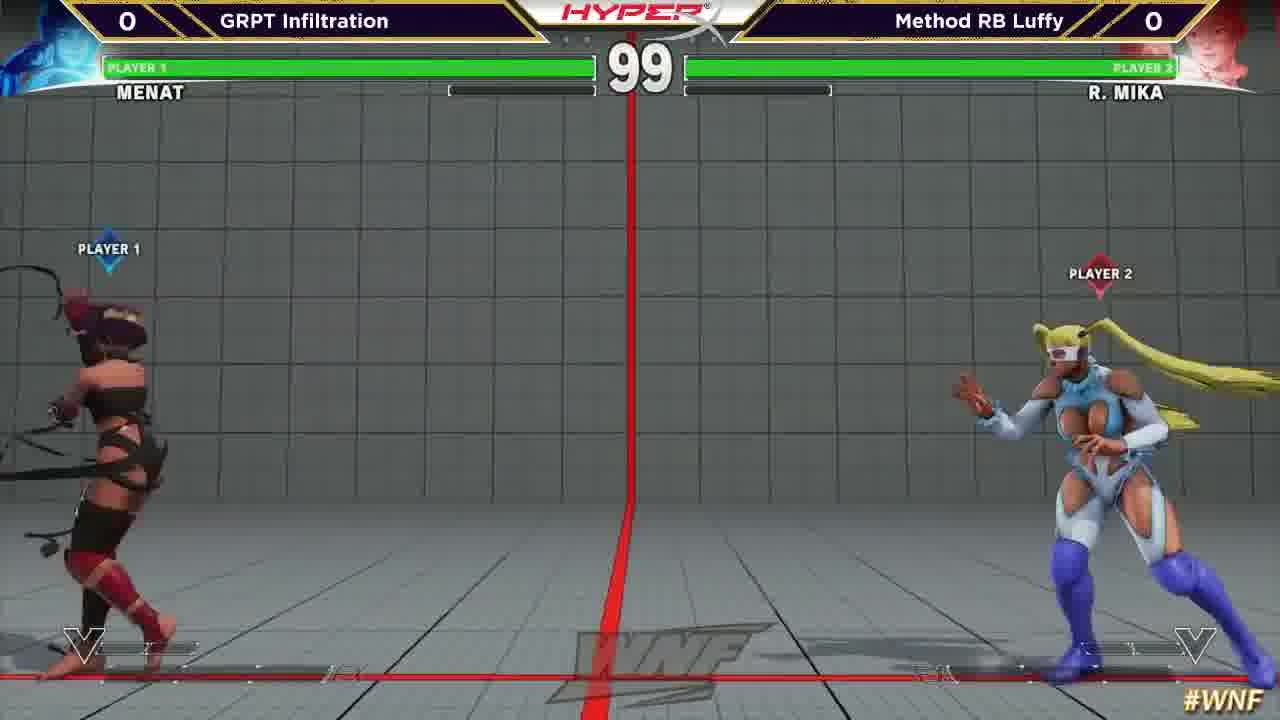 0 GRPT Infiltration HYPERX Method RB Luffy 0
PLAYER 1 99 PLAYER 2
MENAT R. MIKA
PLAYER 1
PLAYER 2
V V
WNF
#WNF